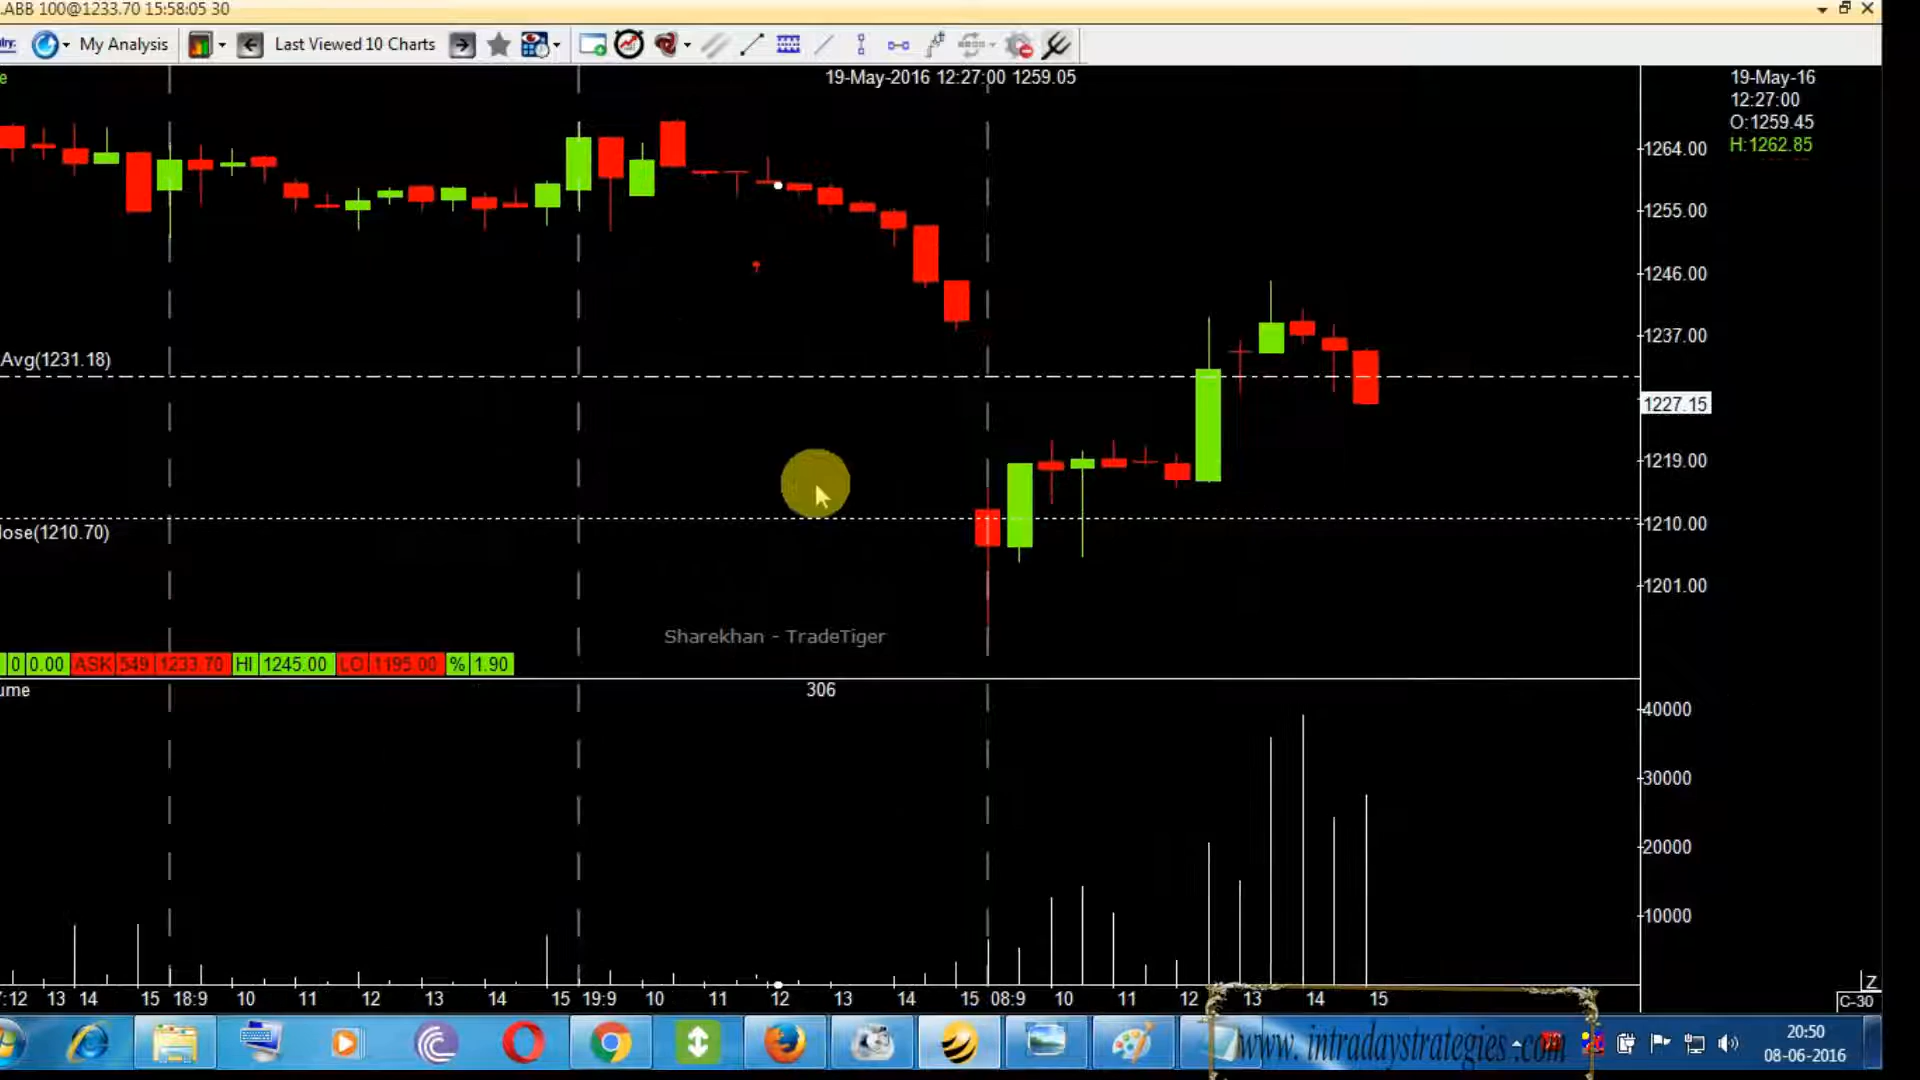 .ABB 100@1233.70 15:58:05 30
My Analysis
Last Viewed 10 Charts
19-May-2016 12:27:00 1259.05
19-May-16
12:27:00
O:1259.45
H:1262.85
1264.00
1255.00
1246.00
1237.00
Avg(1231.18)
1227.15
1219.00
1210.00
lose(1210.70)
1201.00
Sharekhan - TradeTiger
0 0.00 ASK 549 1233.70 HI 1245.00 LO 1195.00 % 1.90
ume
306
40000
30000
20000
10000
Z
:12 13 14 15 18:9 10 11 12 13 14 15 19:9 10 11 12 13 14 15 08:9 10 11 12 13 14 15
C-30
www. intradaystrategies .com
20:50
08-06-2016